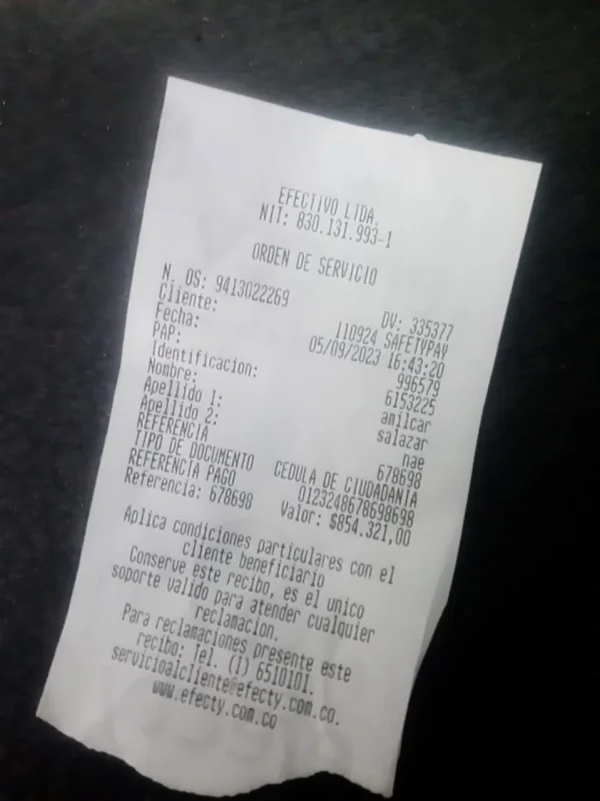 EFECTIVO LTDA.
NIT: 830.131.993-1
ORDEN DE SERVICIO
N. OS: 9413022269 DV: 335377
Cliente: 110924 SAFETYPAY
Fecha: 05/09/2023 16:43:20
PAP: 996579
Identificacion: 6153225
Nombre: amilcar
Apellido 1: salazar
Apellido 2: nae
REFERENCIA 678698
TIPO DE DOCUMENTO CEDULA DE CIUDADANIA
REFERENCIA PAGO 0123248678698698
Referencia: 678698 Valor: $854.321,00
Aplica condiciones particulares con el
cliente beneficiario
Conserve este recibo, es el unico
soporte valido para atender cualquier
reclamacion.
Para reclamaciones presente este
recibo: Tel. (1) 6510101.
servicioalcliente@efecty.com.co.
www.efecty.com.co